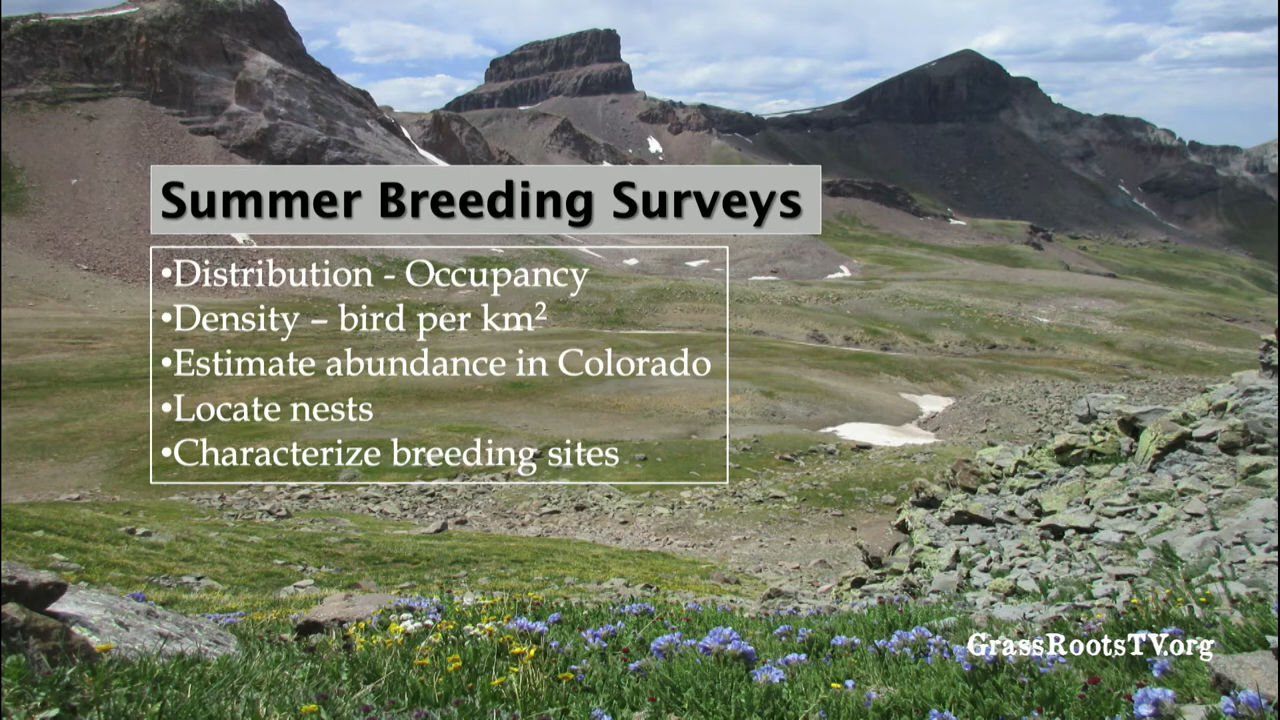 Summer Breeding Surveys
•Distribution - Occupancy
•Density – bird per km²
•Estimate abundance in Colorado
•Locate nests
•Characterize breeding sites
GrassRootsTV.org